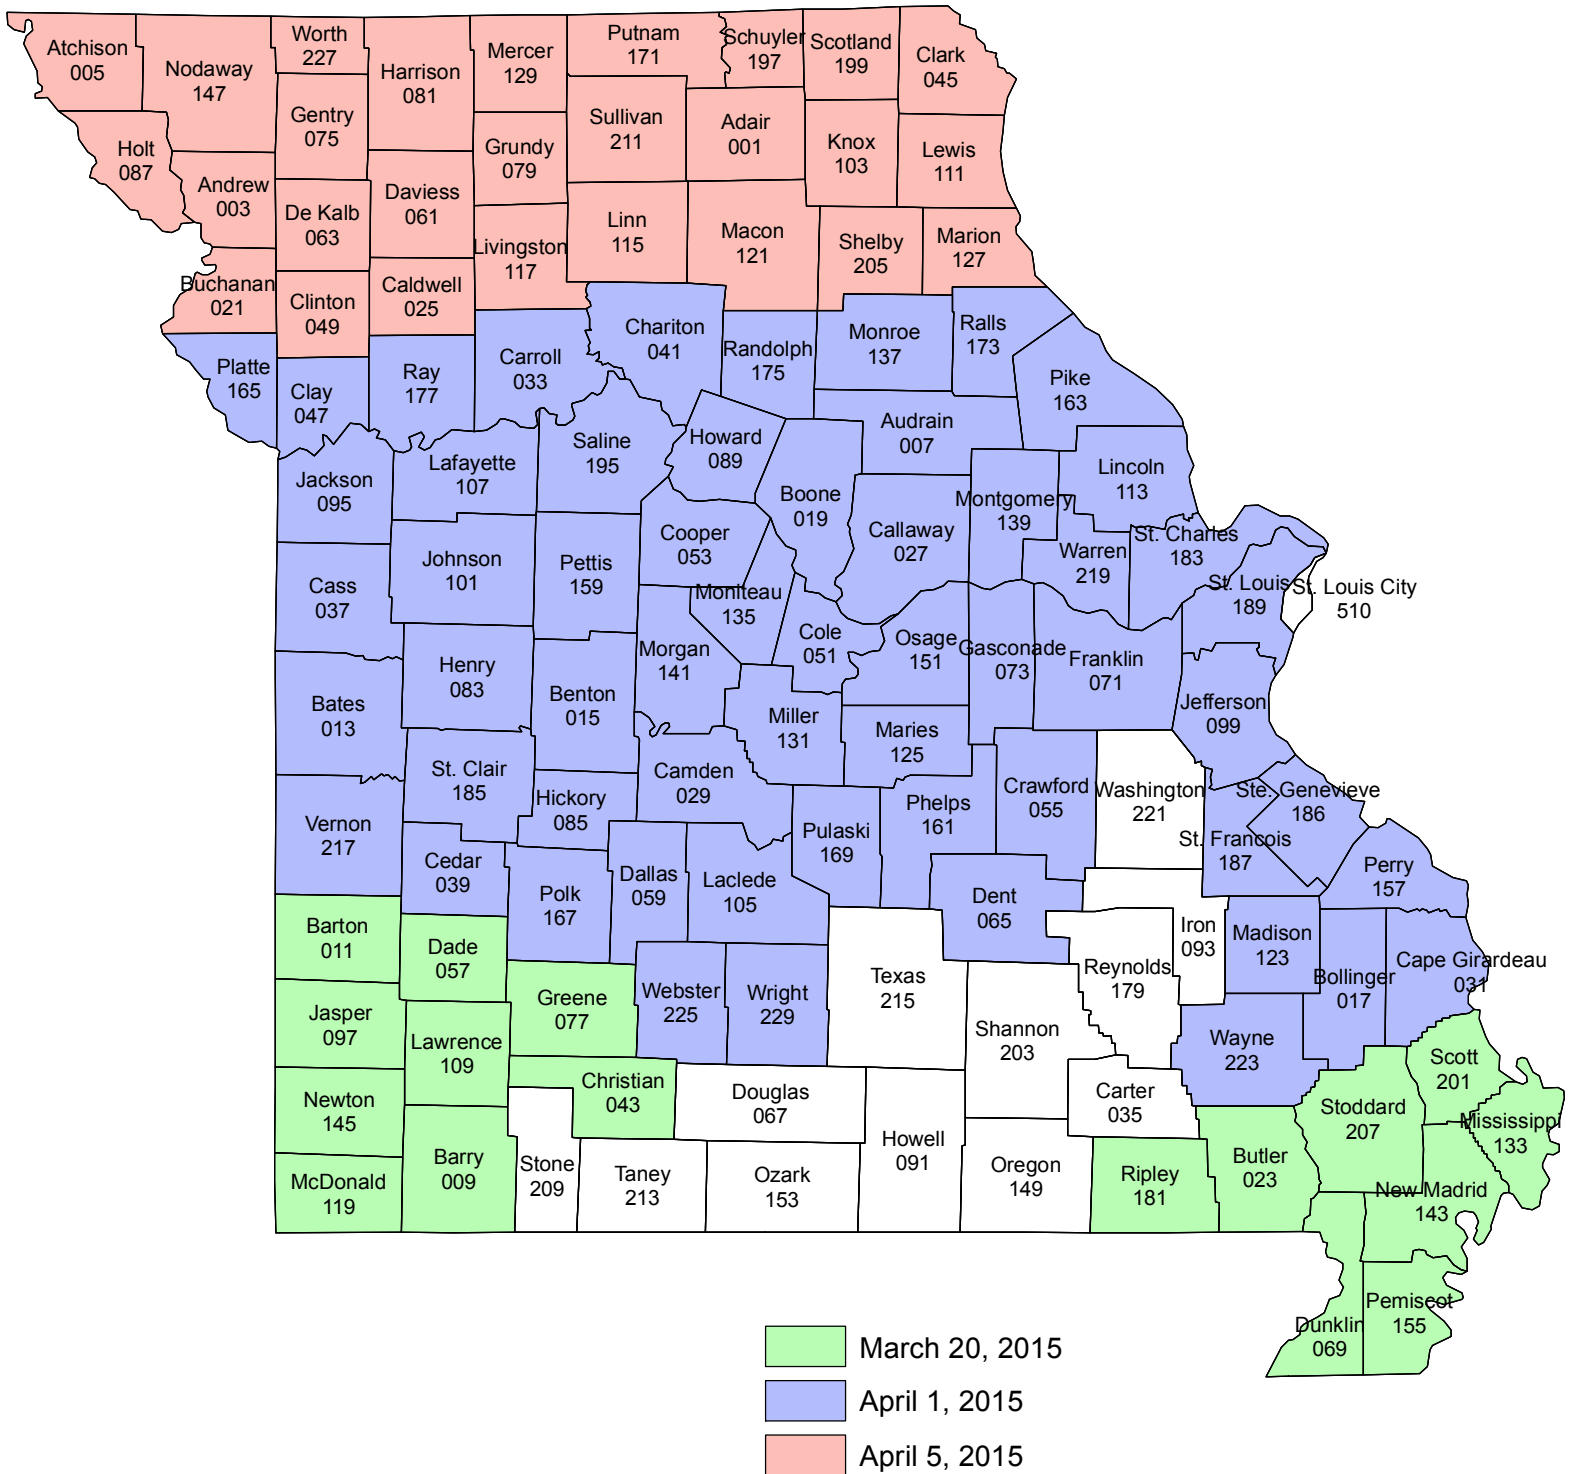 Atchison
005
Nodaway
147
Worth
227
Harrison
081
Mercer
129
Putnam
171
Schuyler
197
Scotland
199
Clark
045
Gentry
075
Sullivan
211
Adair
001
Holt
087
Grundy
079
Knox
103
Lewis
111
Andrew
003
De Kalb
063
Daviess
061
Livingston
117
Linn
115
Macon
121
Shelby
205
Marion
127
Buchanan
021
Clinton
049
Caldwell
025
Platte
165
Clay
047
Ray
177
Carroll
033
Chariton
041
Randolph
175
Monroe
137
Ralls
173
Pike
163
Audrain
007
Jackson
095
Lafayette
107
Saline
195
Howard
089
Boone
019
Lincoln
113
Montgomery
139
Callaway
027
Cooper
053
Warren
219
St. Charles
183
St. Louis
189
St. Louis City
510
Cass
037
Johnson
101
Pettis
159
Moniteau
135
Cole
051
Osage
151
Gasconade
073
Franklin
071
Morgan
141
Henry
083
Benton
015
Bates
013
Miller
131
Maries
125
Jefferson
099
St. Clair
185
Hickory
085
Camden
029
Crawford
055
Washington
221
Ste. Genevieve
186
Vernon
217
Pulaski
169
Phelps
161
St. Francois
187
Cedar
039
Polk
167
Dallas
059
Laclede
105
Perry
157
Dent
065
Barton
011
Dade
057
Iron
093
Madison
123
Bollinger
017
Cape Girardeau
031
Greene
077
Webster
225
Wright
229
Texas
215
Reynolds
179
Jasper
097
Lawrence
109
Shannon
203
Wayne
223
Scott
201
Christian
043
Douglas
067
Carter
035
Stoddard
207
Mississippi
133
Newton
145
Barry
009
Stone
209
Taney
213
Ozark
153
Howell
091
Oregon
149
Ripley
181
Butler
023
New Madrid
143
McDonald
119
Pemiscot
155
Dunklin
069
March 20, 2015
April 1, 2015
April 5, 2015